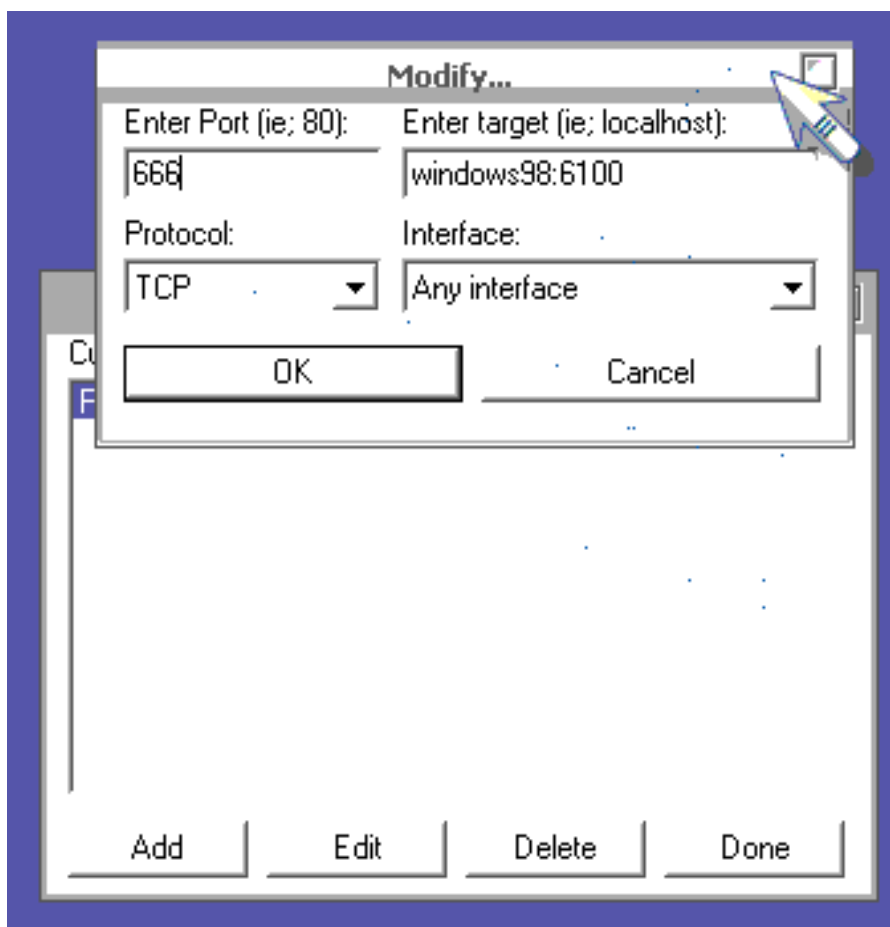 Modify...
Enter Port (ie; 80): Enter target (ie; localhost):
666 windows98:6100
Protocol: Interface:
TCP Any interface
OK Cancel
Add Edit Delete Done